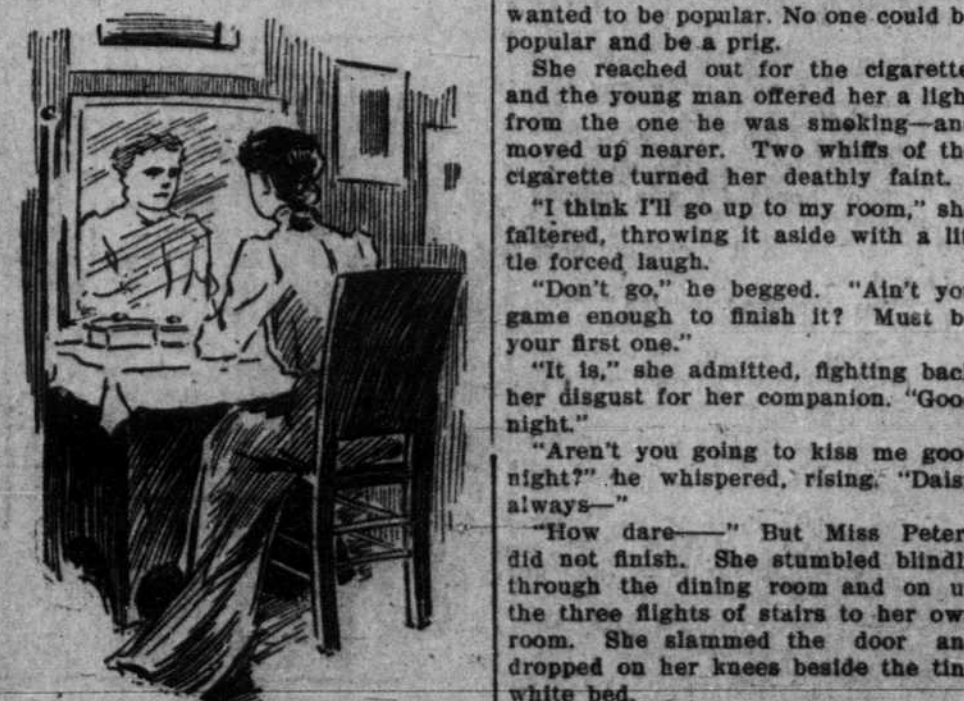 wanted to be popular. No one could b
popular and be a prig.
She reached out for the cigarette
and the young man offered her a ligh
from the one he was smoking—an
moved up nearer. Two whiffs of th
cigarette turned her deathly faint.
"I think I'll go up to my room," sh
faltered, throwing it aside with a lit
tle forced laugh.
"Don't go," he begged. "Ain't yo
game enough to finish it? Must b
your first one."
"It is," she admitted, fighting bac
her disgust for her companion. "Goo
night."
"Aren't you going to kiss me goo
night?" he whispered, rising. "Dais
always—"
"How dare——" But Miss Peter
did not finish. She stumbled blindl
through the dining room and on u
the three flights of stairs to her ow
room. She slammed the door an
dropped on her knees beside the tin
white bed.